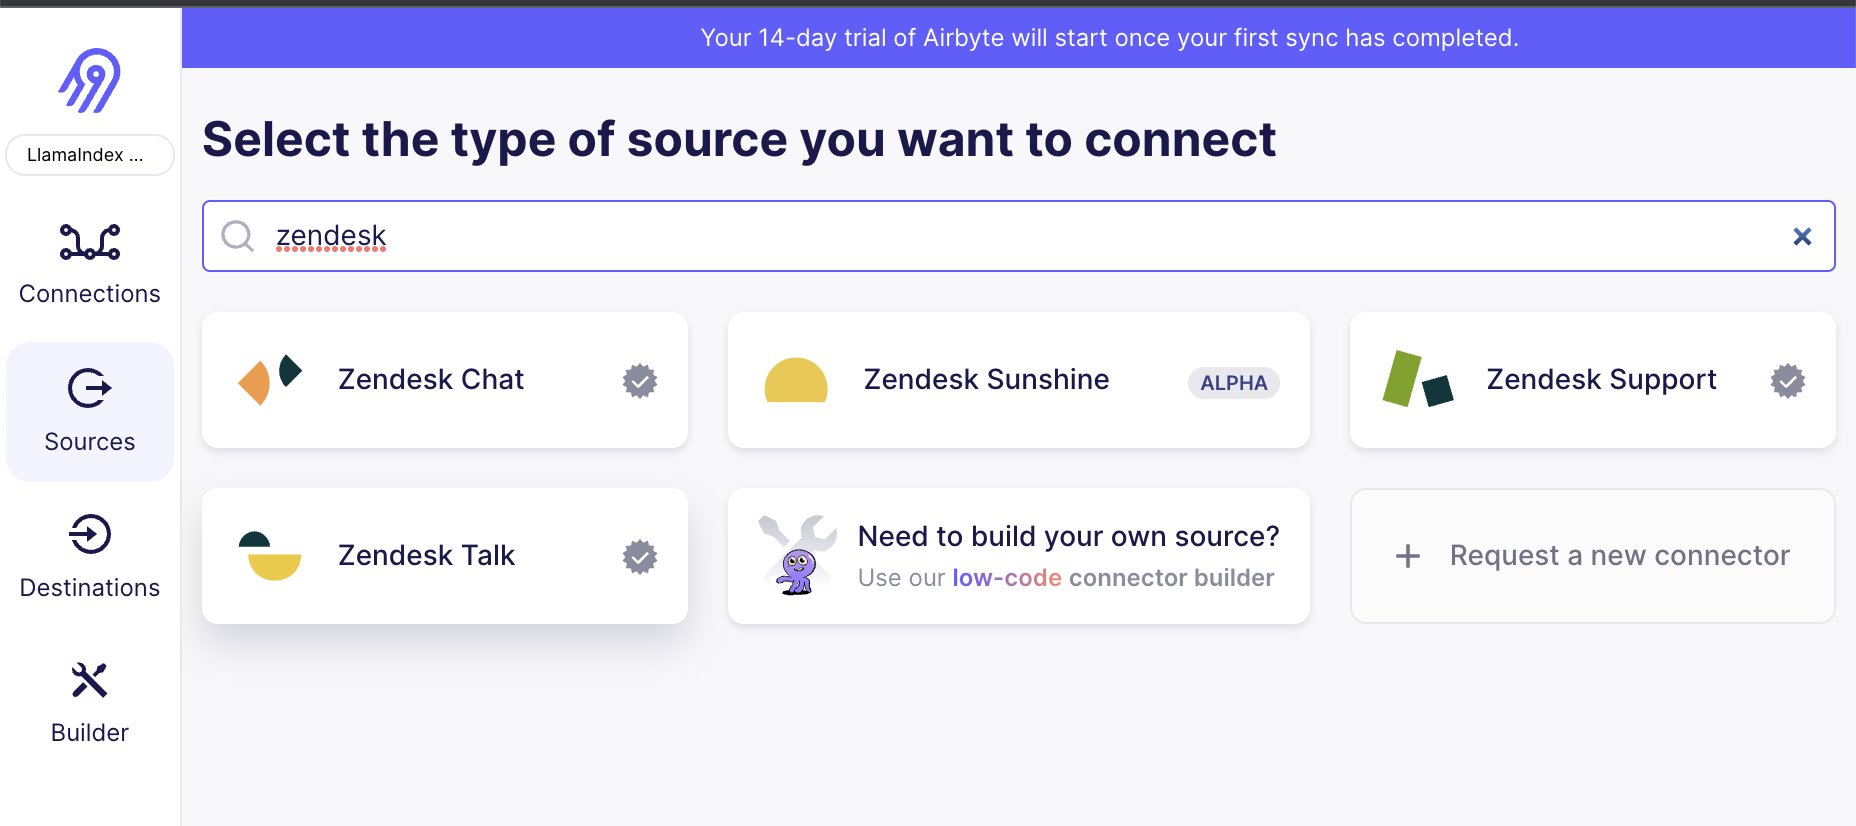 Your 14-day trial of Airbyte will start once your first sync has completed.
LlamaIndex ...
Connections
Sources
Destinations
Builder
Select the type of source you want to connect
zendesk
Zendesk Chat
Zendesk Sunshine
ALPHA
Zendesk Support
Zendesk Talk
Need to build your own source?
Use our low-code connector builder
Request a new connector